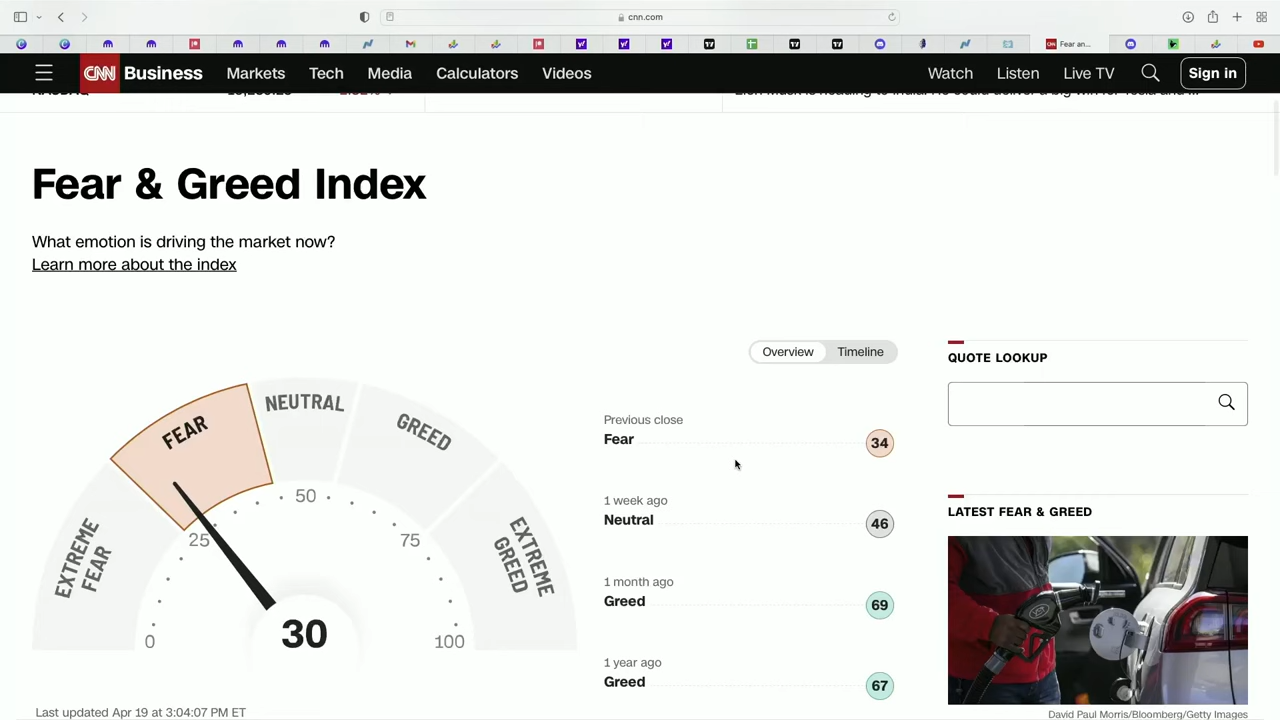 cnn.com
Fear an...
CNN Business Markets Tech Media Calculators Videos Watch Listen Live TV Sign in
Fear & Greed Index
What emotion is driving the market now?
Learn more about the index
Overview Timeline
QUOTE LOOKUP
Previous close
Fear 34
1 week ago
Neutral 46
1 month ago
Greed 69
1 year ago
Greed 67
EXTREME FEAR
FEAR
NEUTRAL
GREED
EXTREME GREED
0
25
50
75
100
30
Last updated Apr 19 at 3:04:07 PM ET
LATEST FEAR & GREED
David Paul Morris/Bloomberg/Getty Images